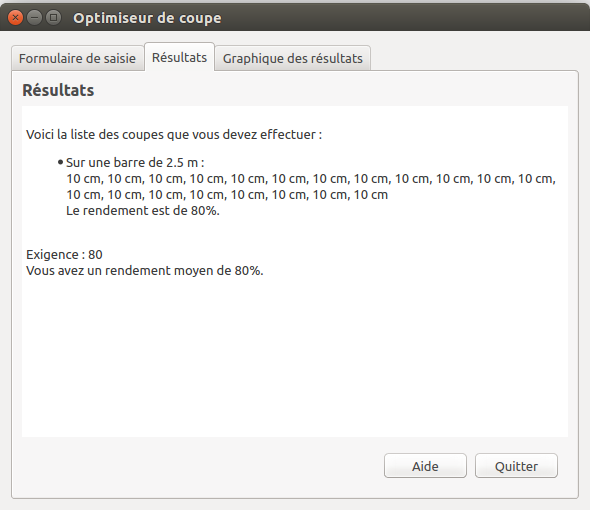 Optimiseur de coupe
Formulaire de saisie
Résultats
Graphique des résultats
Résultats
Voici la liste des coupes que vous devez effectuer :
Sur une barre de 2.5 m :
10 cm, 10 cm, 10 cm, 10 cm, 10 cm, 10 cm, 10 cm, 10 cm, 10 cm, 10 cm, 10 cm, 10 cm,
10 cm, 10 cm, 10 cm, 10 cm, 10 cm, 10 cm, 10 cm, 10 cm
Le rendement est de 80%.
Exigence : 80
Vous avez un rendement moyen de 80%.
Aide
Quitter